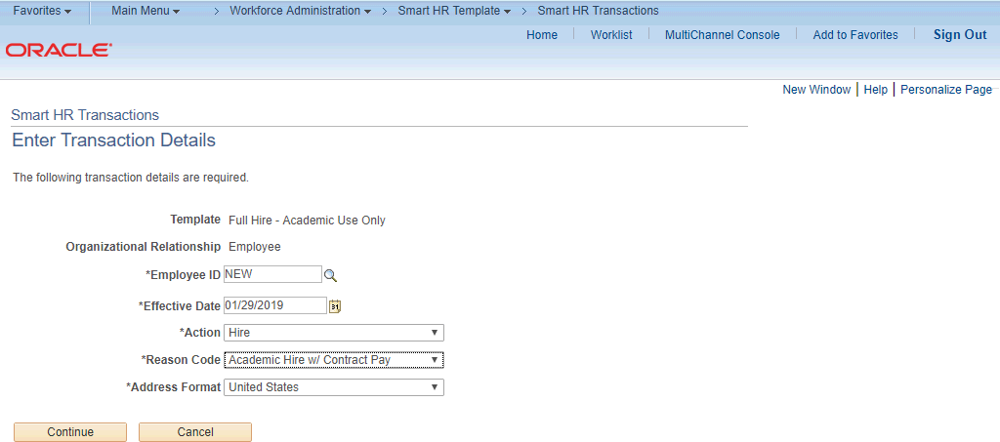 Favorites Main Menu > Workforce Administration > Smart HR Template > Smart HR Transactions
Home Worklist MultiChannel Console Add to Favorites Sign Out
ORACLE
New Window | Help | Personalize Page
Smart HR Transactions
Enter Transaction Details
The following transaction details are required.
Template Full Hire - Academic Use Only
Organizational Relationship Employee
*Employee ID NEW
*Effective Date 01/29/2019
31
*Action Hire
*Reason Code Academic Hire w/ Contract Pay
*Address Format United States
Continue Cancel